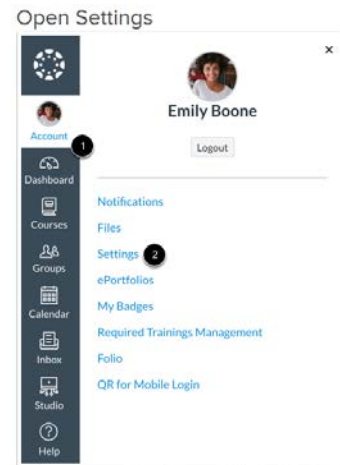 Open Settings
×
Emily Boone
Logout
Account
1
Dashboard
Courses
Groups
Calendar
Inbox
Studio
Help
Notifications
Files
Settings 2
ePortfolios
My Badges
Required Trainings Management
Folio
QR for Mobile Login